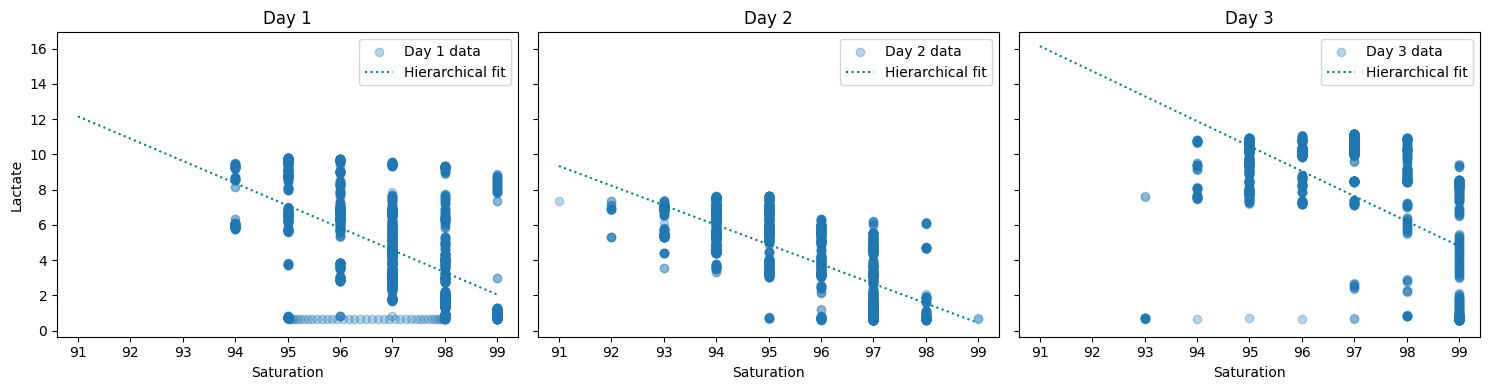 Day 1
Day 2
Day 3
Day 1 data
Hierarchical fit
Day 2 data
Hierarchical fit
Day 3 data
Hierarchical fit
Lactate
16
14
12
10
8
6
4
2
0
91 92 93 94 95 96 97 98 99
91 92 93 94 95 96 97 98 99
91 92 93 94 95 96 97 98 99
Saturation
Saturation
Saturation